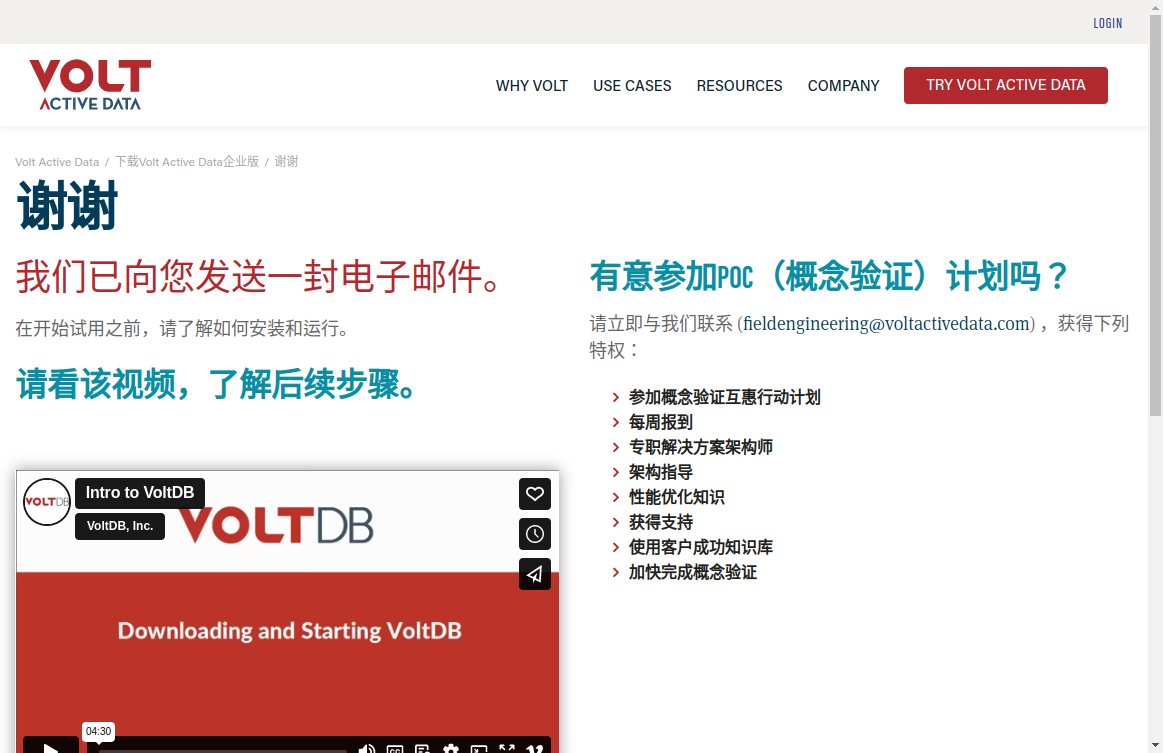 LOGIN
VOLT
ACTIVE DATA
WHY VOLT
USE CASES
RESOURCES
COMPANY
TRY VOLT ACTIVE DATA
Volt Active Data / 下载Volt Active Data企业版 / 谢谢
谢谢
我们已向您发送一封电子邮件。
在开始试用之前，请了解如何安装和运行。
请看该视频，了解后续步骤。
VOLTDB
Intro to VoltDB
VoltDB, Inc.
VOLTDB
Downloading and Starting VoltDB
04:30
CC
有意参加POC（概念验证）计划吗？
请立即与我们联系 (fieldengineering@voltactivedata.com) ，获得下列
特权：
参加概念验证互惠行动计划
每周报到
专职解决方案架构师
架构指导
性能优化知识
获得支持
使用客户成功知识库
加快完成概念验证